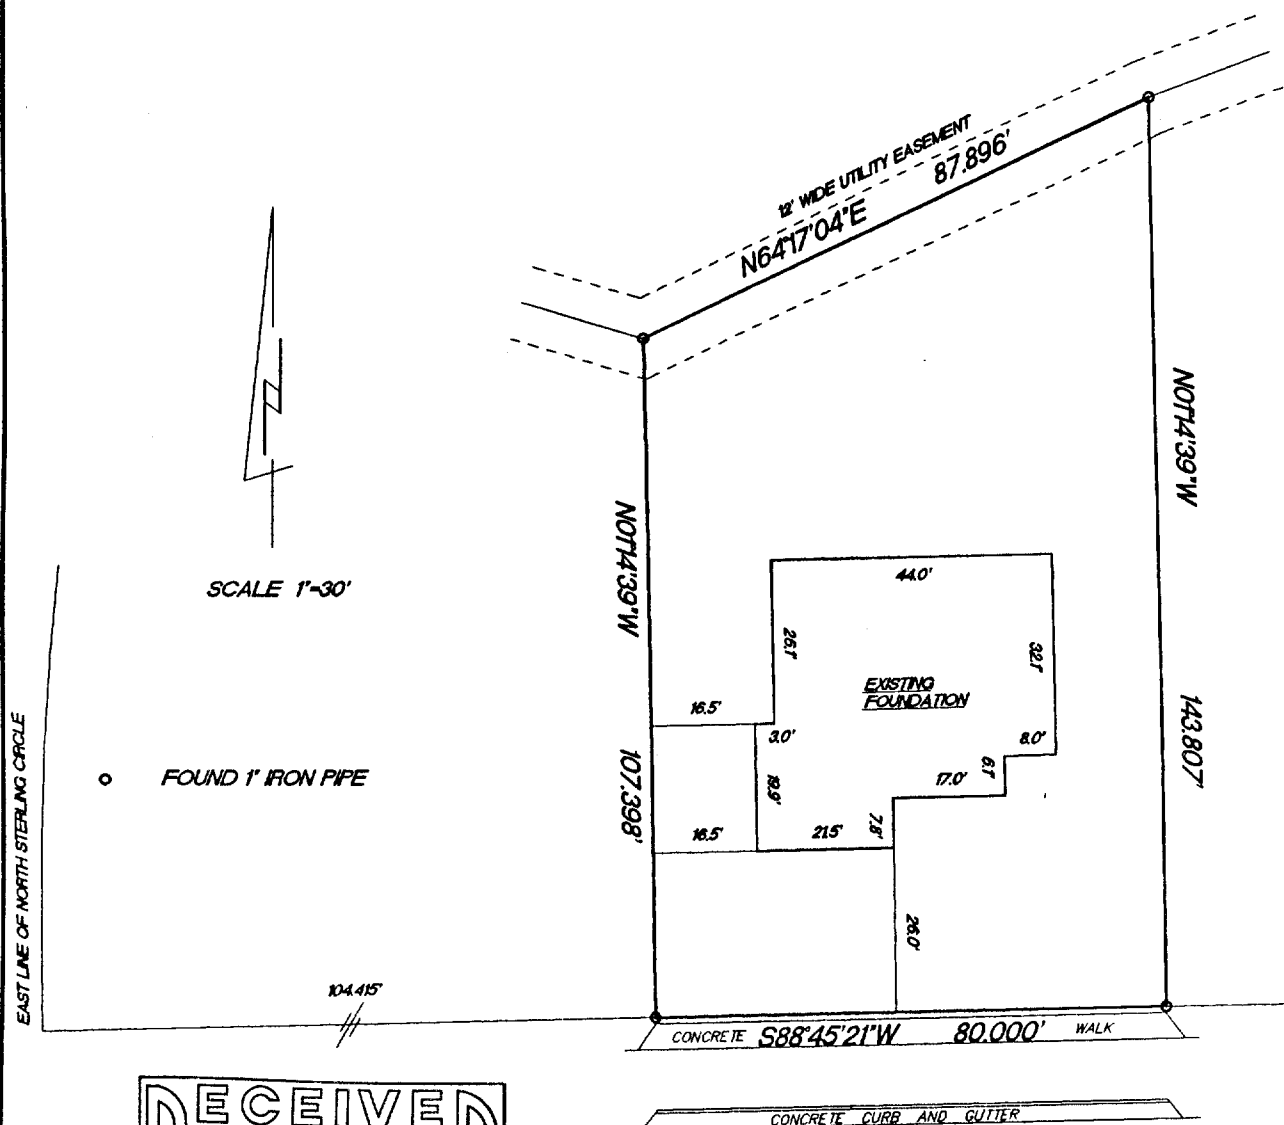 12' WIDE UTILITY EASEMENT
87.896'
N64°17'04"E
N01°14'39"W
N01°14'39"W
SCALE 1"=30'
44.0'
26.1'
32.1'
EXISTING
FOUNDATION
16.5'
3.0'
8.0'
6.1'
17.0'
19.9'
7.8'
16.5'
21.5'
107.398'
143.807'
FOUND 1" IRON PIPE
EAST LINE OF NORTH STERLING CIRCLE
26.0'
104.415'
CONCRETE S88°45'21"W 80.000' WALK
CONCRETE CURB AND GUTTER